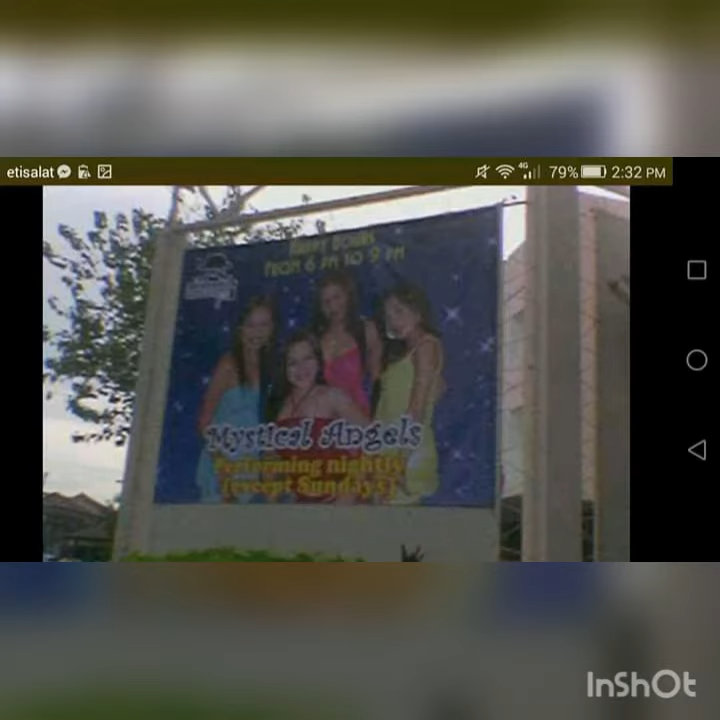 etisalat
4G
79%
2:32 PM
HAPPY HOURS
FROM 6 PM TO 9 PM
Mystical Angels
Performing nightly
(except Sundays)
InShOt